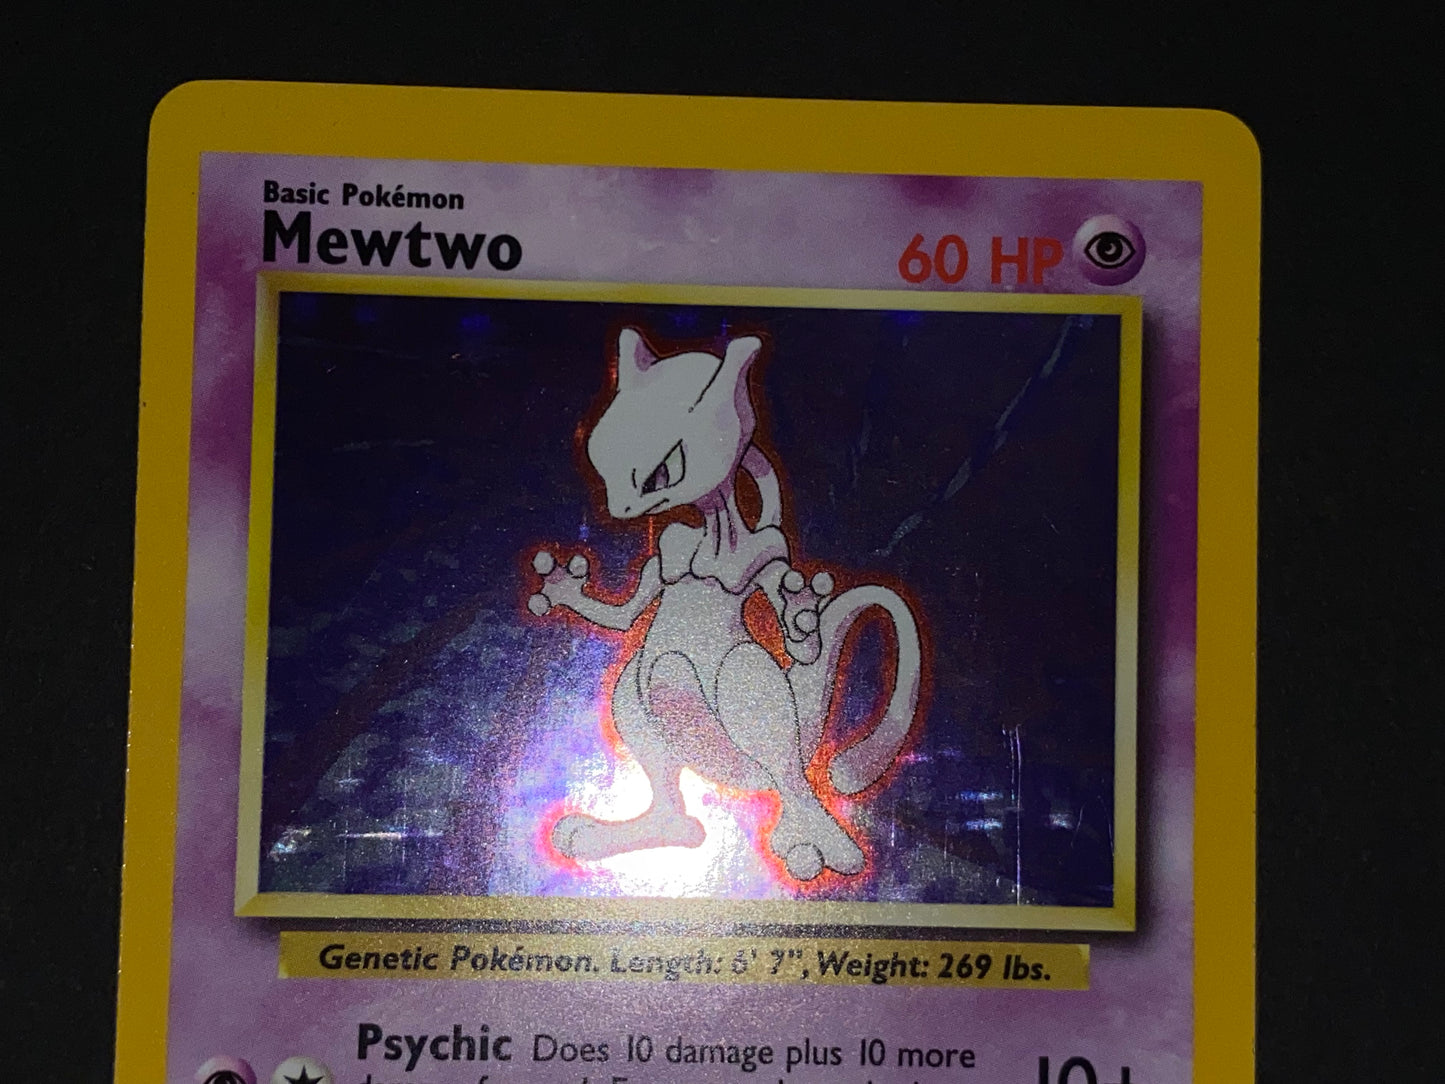 Basic Pokémon
Mewtwo
60 HP
Genetic Pokémon. Length: 6' 7", Weight: 269 lbs.
Psychic Does 10 damage plus 10 more
10+